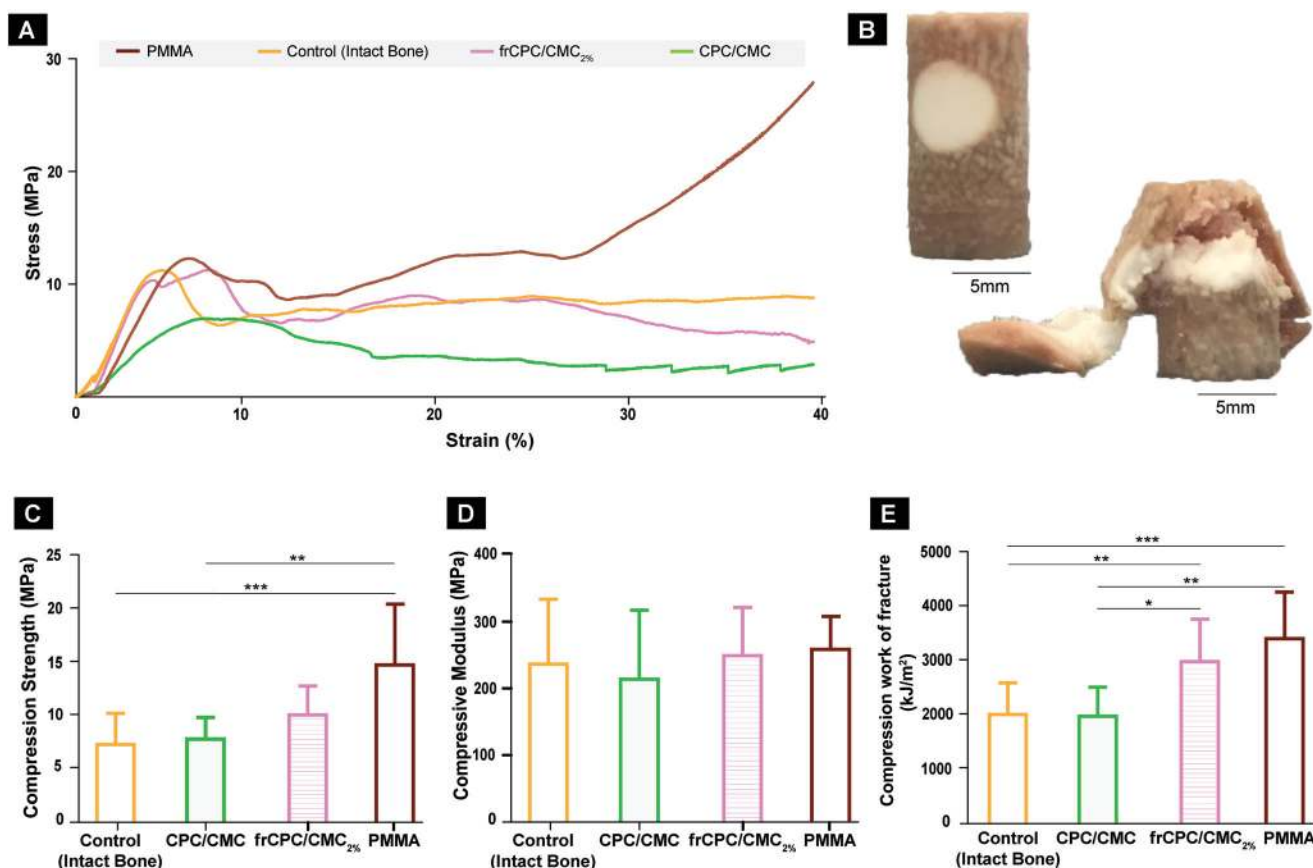 A
PMMA
Control (Intact Bone)
frCPC/CMC2%
CPC/CMC
30
20
10
0
10
20
30
40
Stress (MPa)
Strain (%)
B
5mm
5mm
C
25
20
15
10
5
0
Compression Strength (MPa)
**
***
Control
(Intact Bone)
CPC/CMC
frCPC/CMC2%
PMMA
D
400
300
200
100
0
Compressive Modulus (MPa)
Control
(Intact Bone)
CPC/CMC
frCPC/CMC2%
PMMA
E
5000
4000
3000
2000
1000
0
Compression work of fracture
(kJ/m²)
***
**
**
*
Control
(Intact Bone)
CPC/CMC
frCPC/CMC2%
PMMA